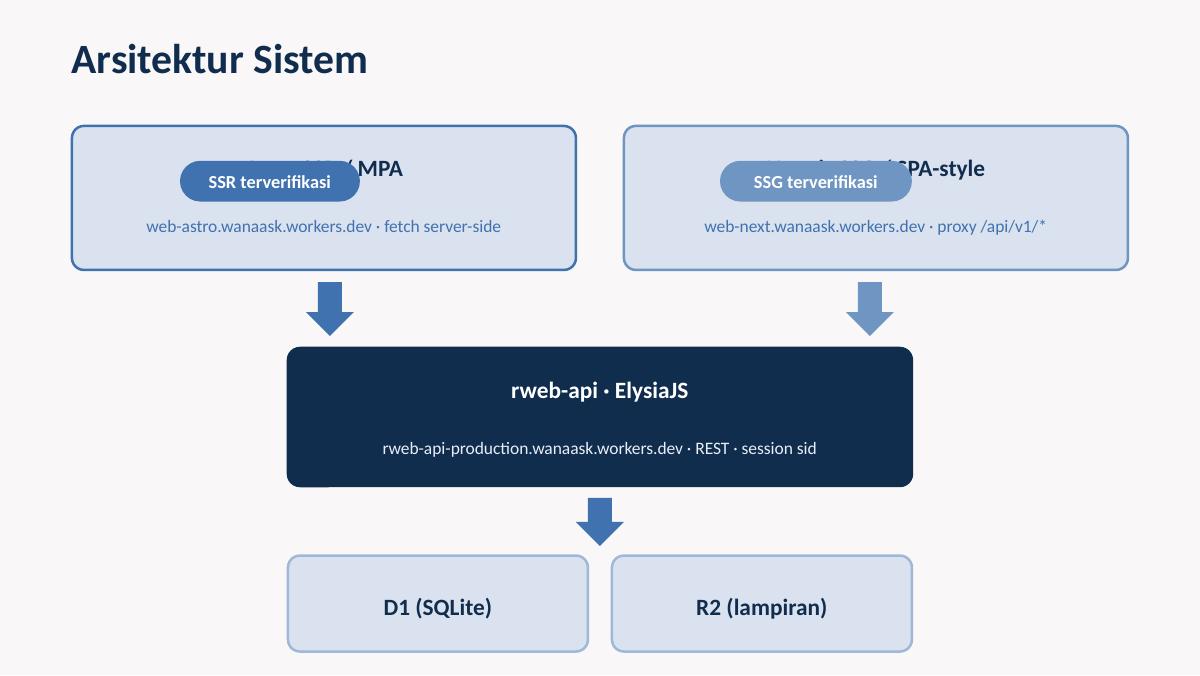 Arsitektur Sistem
/ MPA
SSR terverifikasi
web-astro.wanaask.workers.dev · fetch server-side
SPA-style
SSG terverifikasi
web-next.wanaask.workers.dev · proxy /api/v1/*
rweb-api · ElysiaJS
rweb-api-production.wanaask.workers.dev · REST · session sid
D1 (SQLite)
R2 (lampiran)